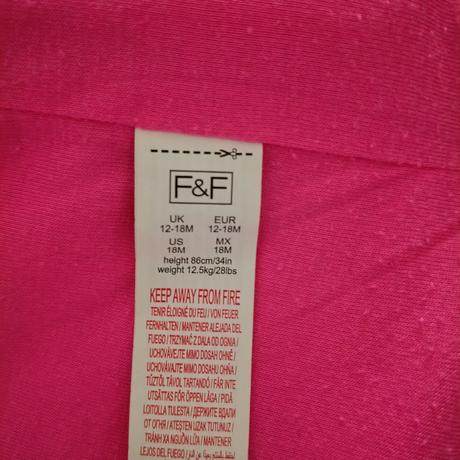 F&F
UK EUR
12-18M 12-18M
US MX
18M 18M
height 86cm/34in
weight 12.5kg/28lbs
KEEP AWAY FROM FIRE
TENIR ÉLOIGNÉ DU FEU / VON FEUER
FERNHALTEN / MANTENER ALEJADA DEL
FUEGO / TRZYMAĆ Z DALA OD OGNIA /
UCHOVÁVEJTE MIMO DOSAH OHNĚ /
UCHOVÁVAJTE MIMO DOSAHU OHŇA /
TŰZTŐL TÁVOL TARTANDÓ / FÅR INTE
UTSÄTTAS FÖR ÖPPEN LÅGA / PIDÄ
LOITOLLA TULESTA / ДЕРЖИТЕ ВДАЛИ
ОТ ОГНЯ / ATEŞTEN UZAK TUTUNUZ /
TRÁNH XA NGUỒN LỬA / MANTENER
LEJOS DEL FUEGO /